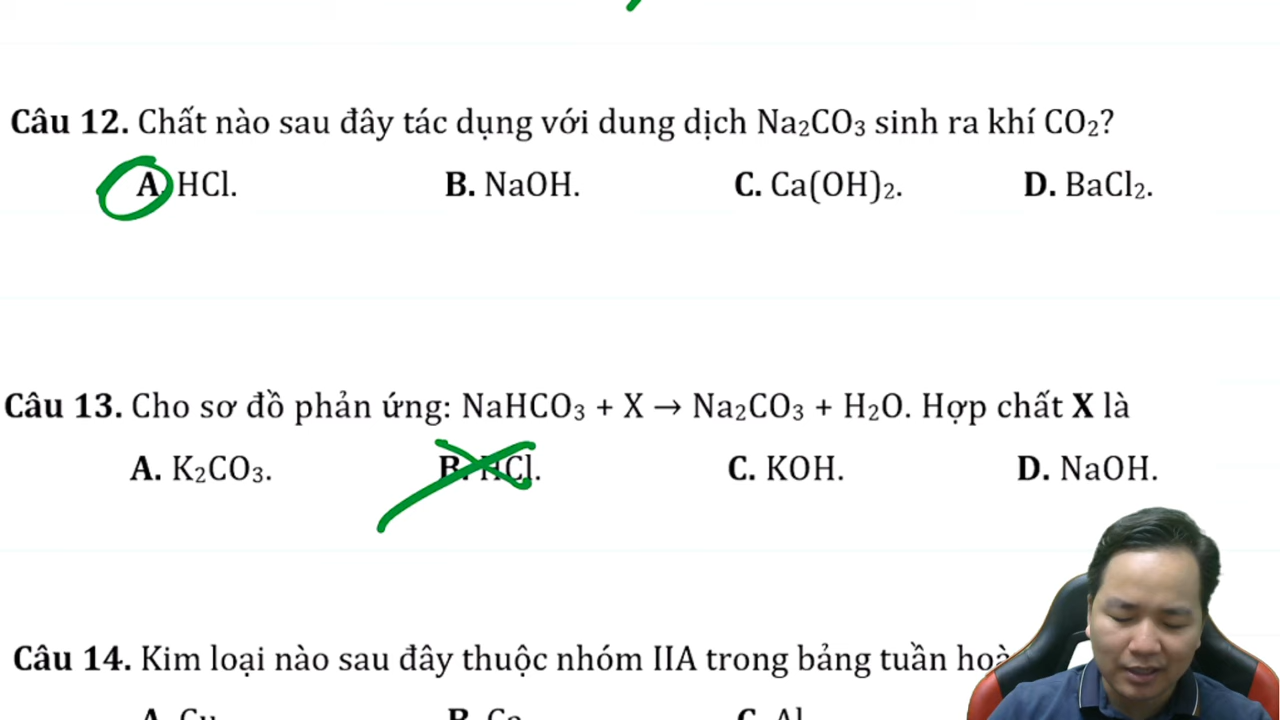 Câu 12. Chất nào sau đây tác dụng với dung dịch Na₂CO₃ sinh ra khí CO₂?
A. HCl. B. NaOH. C. Ca(OH)₂. D. BaCl₂.
Câu 13. Cho sơ đồ phản ứng: NaHCO₃ + X → Na₂CO₃ + H₂O. Hợp chất X là
A. K₂CO₃. B. HCl. C. KOH. D. NaOH.
Câu 14. Kim loại nào sau đây thuộc nhóm IIA trong bảng tuần